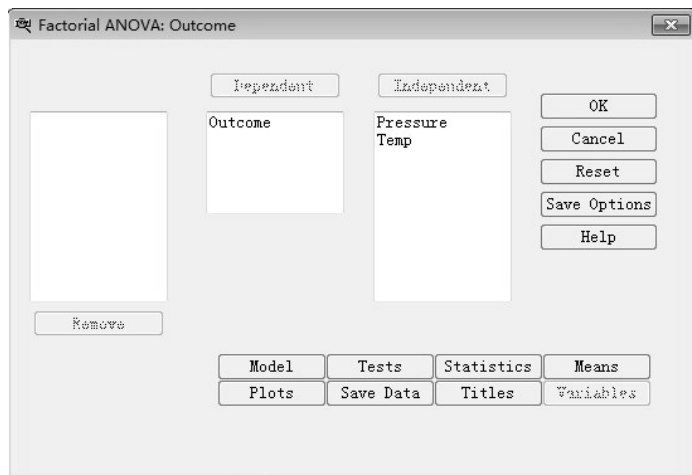 Factorial ANOVA: Outcome
Dependent
Independent
Outcome
Pressure
Temp
OK
Cancel
Reset
Save Options
Help
Remove
Model
Tests
Statistics
Means
Plots
Save Data
Titles
Variables